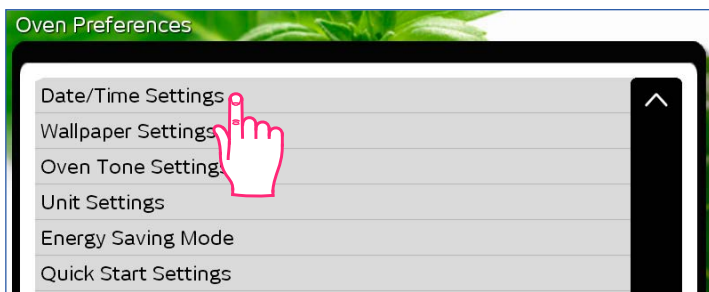 Oven Preferences
Date/Time Settings
Wallpaper Settings
Oven Tone Settings
Unit Settings
Energy Saving Mode
Quick Start Settings